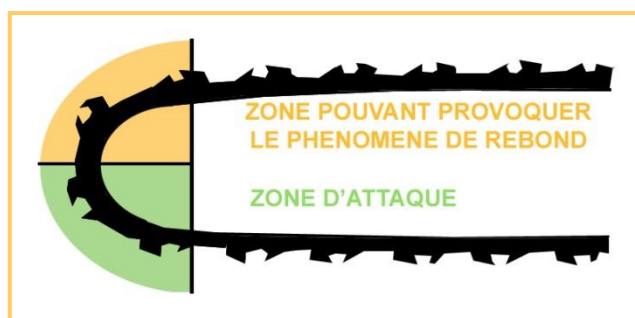 ZONE POUVANT PROVOQUER
LE PHENOMENE DE REBOND
ZONE D'ATTAQUE